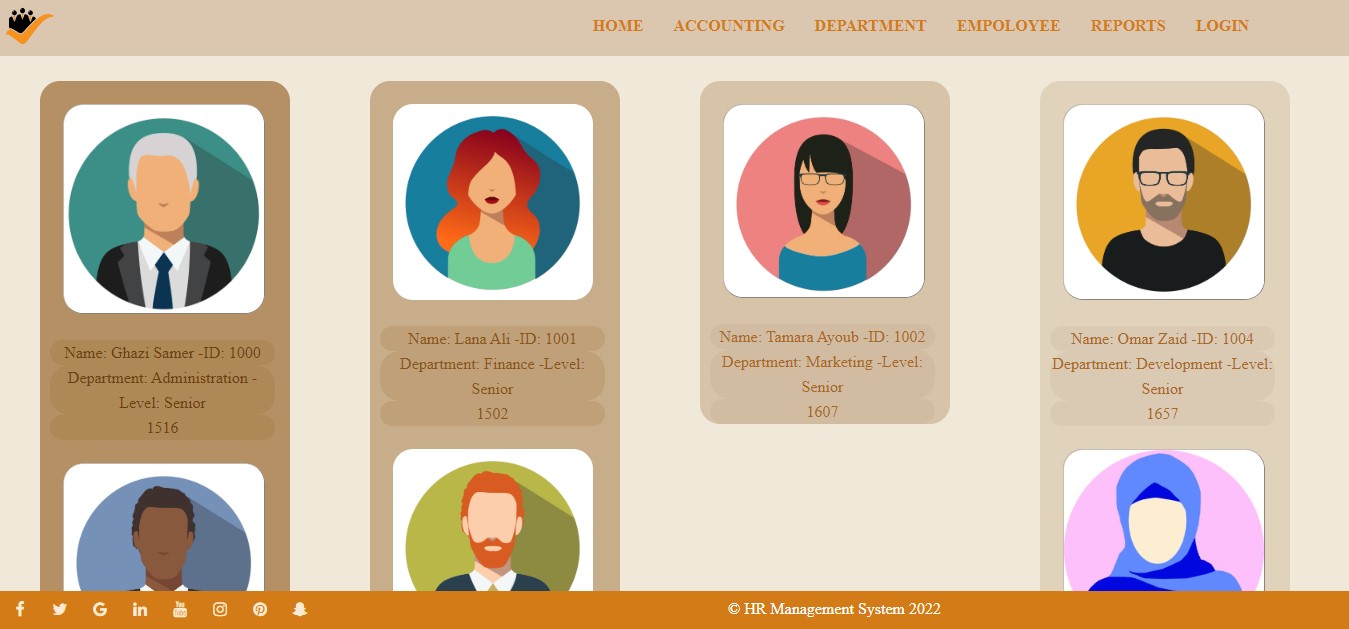 HOME ACCOUNTING DEPARTMENT EMPOLOYEE REPORTS LOGIN
Name: Ghazi Samer -ID: 1000
Department: Administration -
Level: Senior
1516
Name: Lana Ali -ID: 1001
Department: Finance -Level:
Senior
1502
Name: Tamara Ayoub -ID: 1002
Department: Marketing -Level:
Senior
1607
Name: Omar Zaid -ID: 1004
Department: Development -Level:
Senior
1657
© HR Management System 2022